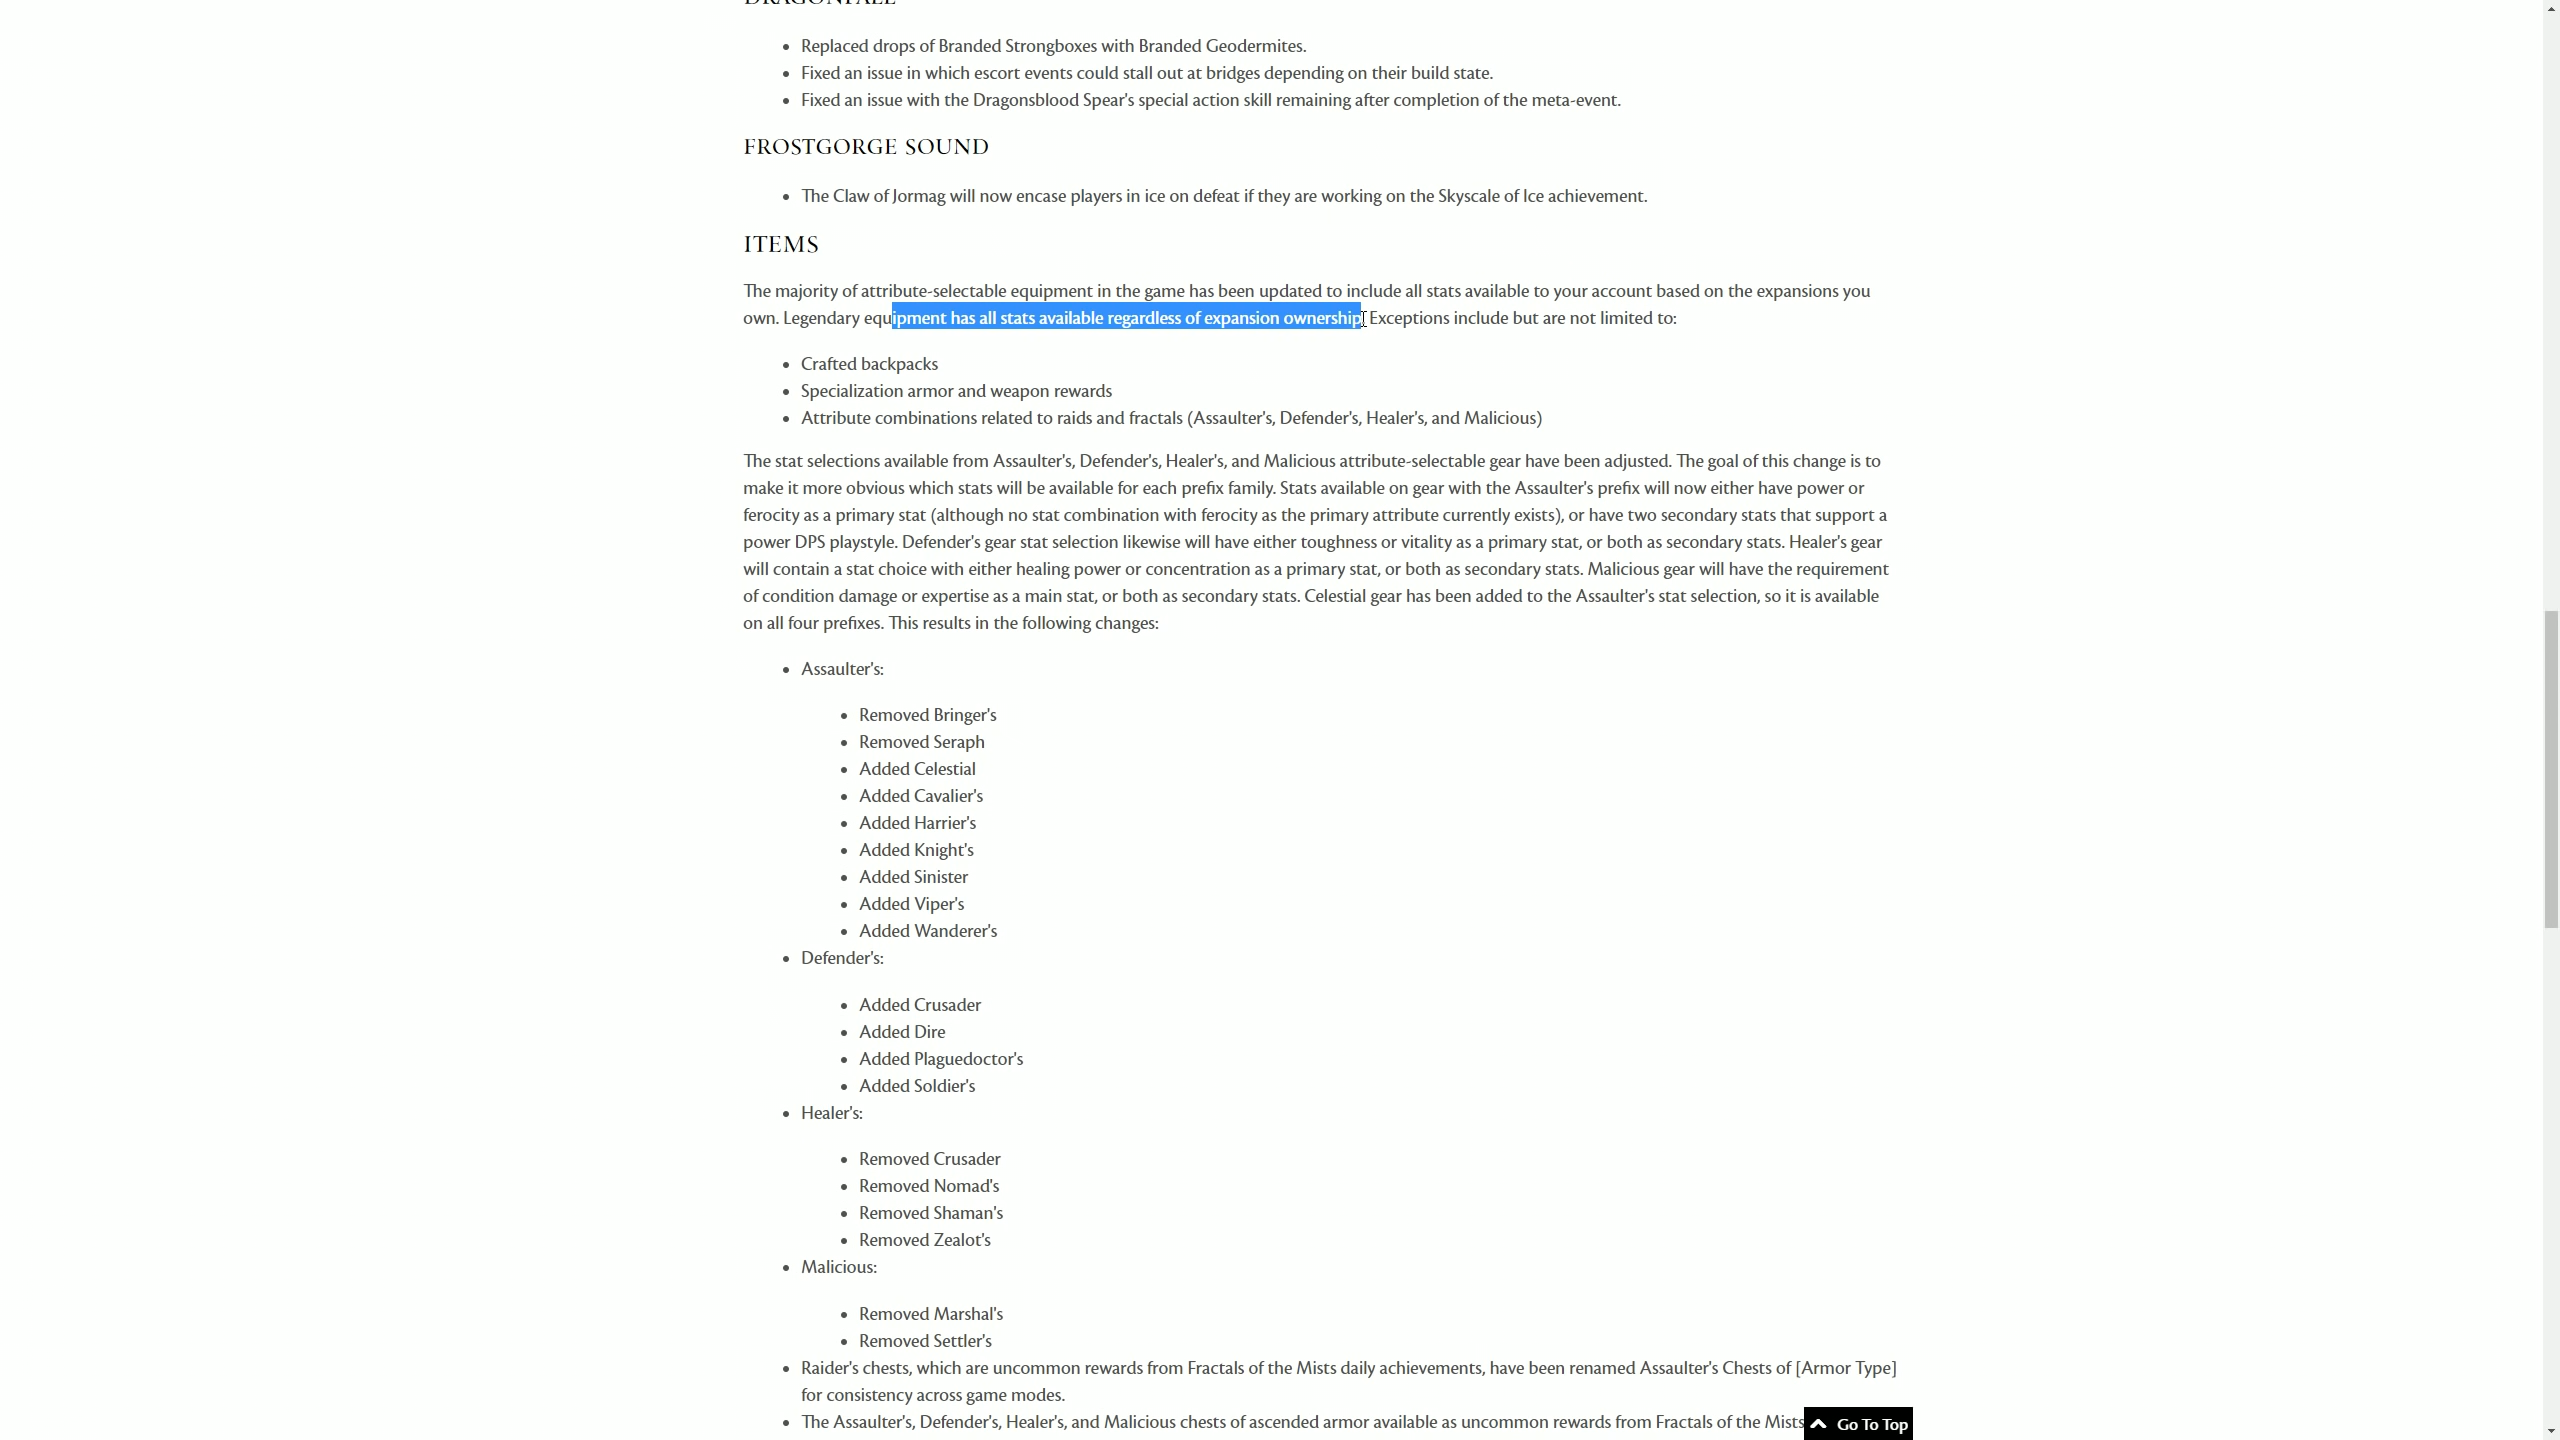 DRAGONFALL
Replaced drops of Branded Strongboxes with Branded Geodermites.
Fixed an issue in which escort events could stall out at bridges depending on their build state.
Fixed an issue with the Dragonsblood Spear's special action skill remaining after completion of the meta-event.
FROSTGORGE SOUND
The Claw of Jormag will now encase players in ice on defeat if they are working on the Skyscale of Ice achievement.
ITEMS
The majority of attribute-selectable equipment in the game has been updated to include all stats available to your account based on the expansions you
own. Legendary equipment has all stats available regardless of expansion ownership. Exceptions include but are not limited to:
Crafted backpacks
Specialization armor and weapon rewards
Attribute combinations related to raids and fractals (Assaulter's, Defender's, Healer's, and Malicious)
The stat selections available from Assaulter's, Defender's, Healer's, and Malicious attribute-selectable gear have been adjusted. The goal of this change is to
make it more obvious which stats will be available for each prefix family. Stats available on gear with the Assaulter's prefix will now either have power or
ferocity as a primary stat (although no stat combination with ferocity as the primary attribute currently exists), or have two secondary stats that support a
power DPS playstyle. Defender's gear stat selection likewise will have either toughness or vitality as a primary stat, or both as secondary stats. Healer's gear
will contain a stat choice with either healing power or concentration as a primary stat, or both as secondary stats. Malicious gear will have the requirement
of condition damage or expertise as a main stat, or both as secondary stats. Celestial gear has been added to the Assaulter's stat selection, so it is available
on all four prefixes. This results in the following changes:
Assaulter's:
Removed Bringer's
Removed Seraph
Added Celestial
Added Cavalier's
Added Harrier's
Added Knight's
Added Sinister
Added Viper's
Added Wanderer's
Defender's:
Added Crusader
Added Dire
Added Plaguedoctor's
Added Soldier's
Healer's:
Removed Crusader
Removed Nomad's
Removed Shaman's
Removed Zealot's
Malicious:
Removed Marshal's
Removed Settler's
Raider's chests, which are uncommon rewards from Fractals of the Mists daily achievements, have been renamed Assaulter's Chests of [Armor Type]
for consistency across game modes.
The Assaulter's, Defender's, Healer's, and Malicious chests of ascended armor available as uncommon rewards from Fractals of the Mists
Go To Top